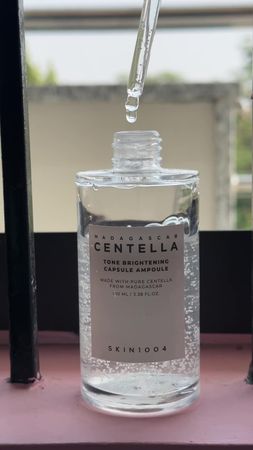 MADAGASCAR
CENTELLA
TONE BRIGHTENING
CAPSULE AMPOULE
MADE WITH PURE CENTELLA
FROM MADAGASCAR
100 ML / 3.38 FL.OZ.
SKIN1004